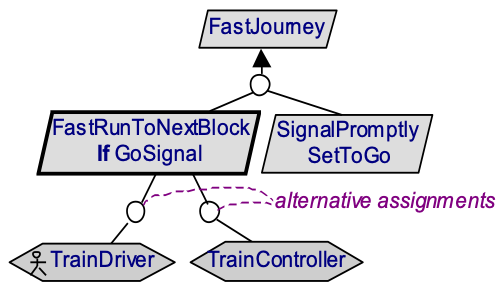 FastJourney
FastRunToNextBlock
If GoSignal
SignalPromptly
SetToGo
alternative assignments
TrainDriver
TrainController